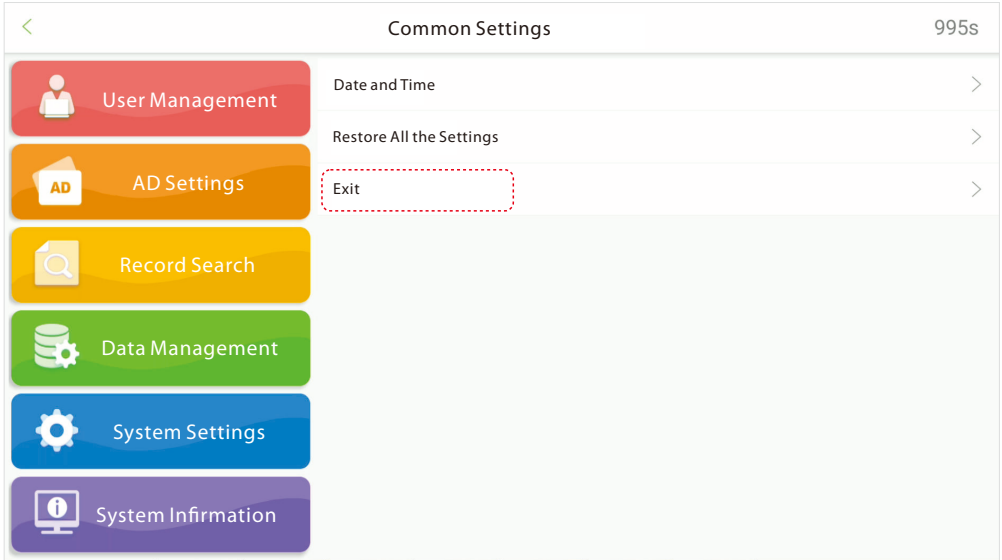 Common Settings
995s
User Management
AD
AD Settings
Record Search
Data Management
System Settings
System Infirmation
Date and Time
Restore All the Settings
Exit